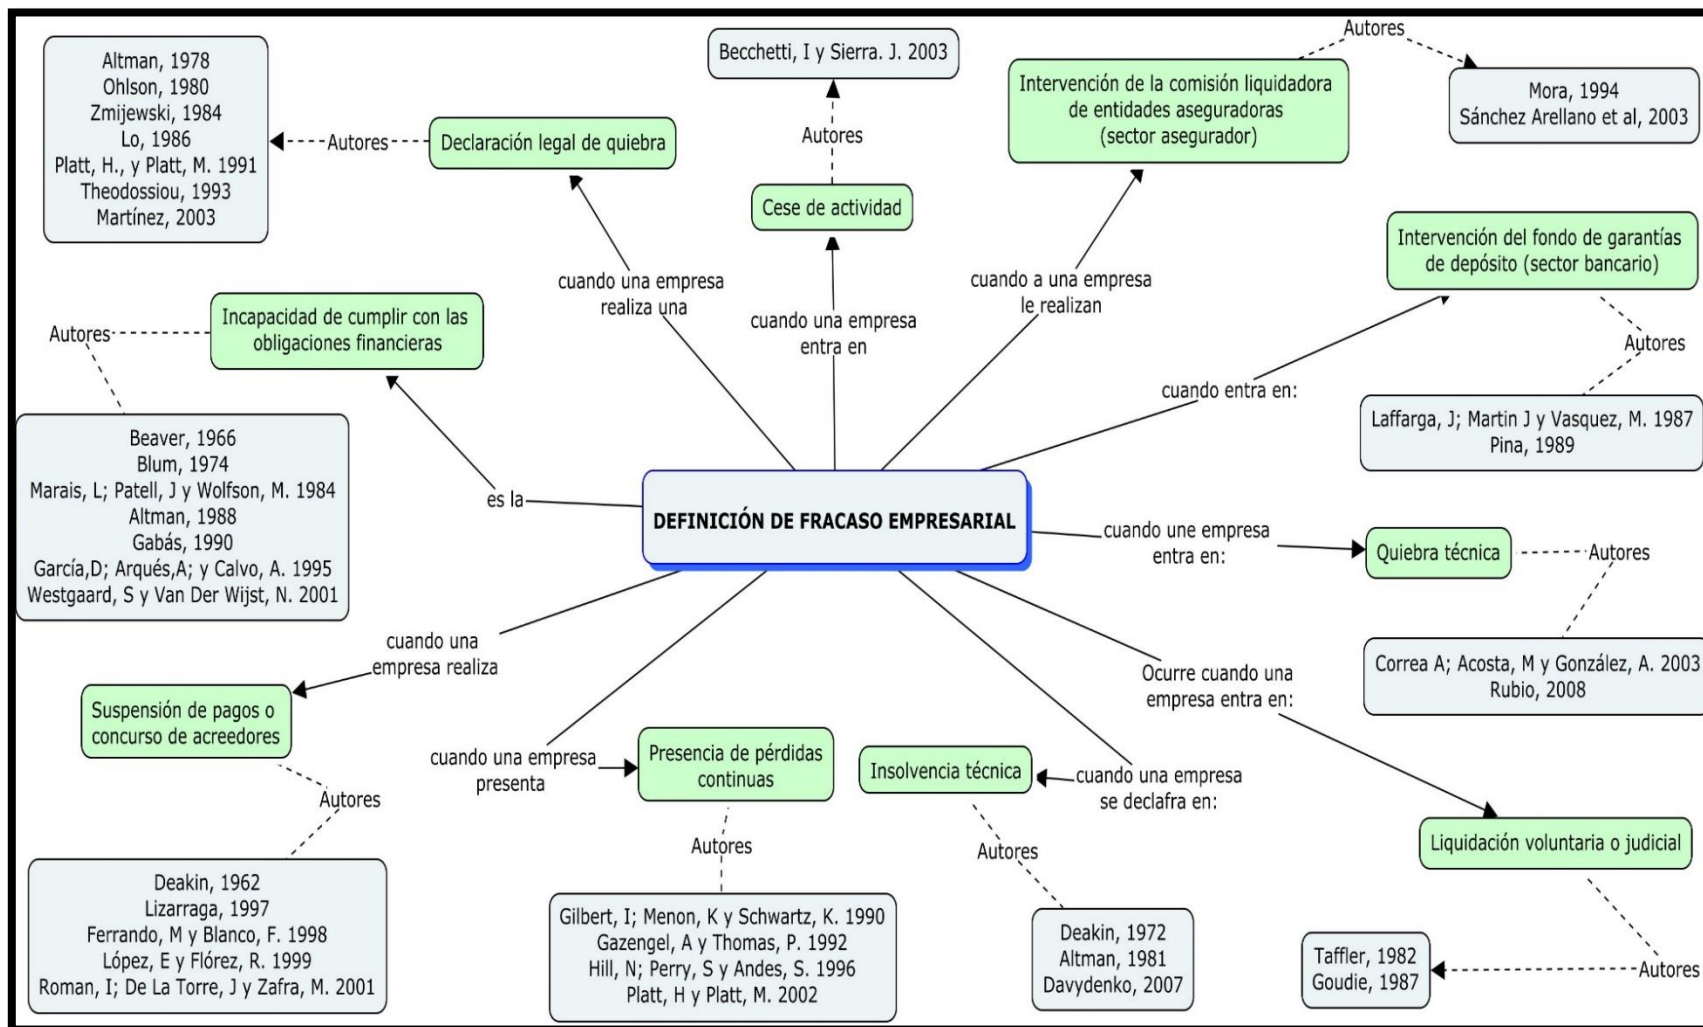 Altman, 1978
Ohlson, 1980
Zmijewski, 1984
Lo, 1986
Platt, H., y Platt, M. 1991
Theodossiou, 1993
Martínez, 2003
Autores
Declaración legal de quiebra
cuando una empresa
realiza una
Becchetti, I y Sierra. J. 2003
Autores
Cese de actividad
cuando una empresa
entra en
Intervención de la comisión liquidadora
de entidades aseguradoras
(sector asegurador)
Autores
Mora, 1994
Sánchez Arellano et al, 2003
cuando a una empresa
le realizan
Intervención del fondo de garantías
de depósito (sector bancario)
Autores
cuando entra en:
Laffarga, J; Martin J y Vasquez, M. 1987
Pina, 1989
Incapacidad de cumplir con las
obligaciones financieras
Autores
Beaver, 1966
Blum, 1974
Marais, L; Patell, J y Wolfson, M. 1984
Altman, 1988
Gabás, 1990
García,D; Arqués,A; y Calvo, A. 1995
Westgaard, S y Van Der Wijst, N. 2001
es la
DEFINICIÓN DE FRACASO EMPRESARIAL
cuando une empresa
entra en:
Quiebra técnica
Autores
Correa A; Acosta, M y González, A. 2003
Rubio, 2008
cuando una
empresa realiza
Suspensión de pagos o
concurso de acreedores
Autores
Deakin, 1962
Lizarraga, 1997
Ferrando, M y Blanco, F. 1998
López, E y Flórez, R. 1999
Roman, I; De La Torre, J y Zafra, M. 2001
cuando una empresa
presenta
Presencia de pérdidas
continuas
Autores
Gilbert, I; Menon, K y Schwartz, K. 1990
Gazengel, A y Thomas, P. 1992
Hill, N; Perry, S y Andes, S. 1996
Platt, H y Platt, M. 2002
Insolvencia técnica
cuando una empresa
se declafra en:
Autores
Deakin, 1972
Altman, 1981
Davydenko, 2007
Ocurre cuando una
empresa entra en:
Liquidación voluntaria o judicial
Autores
Taffler, 1982
Goudie, 1987